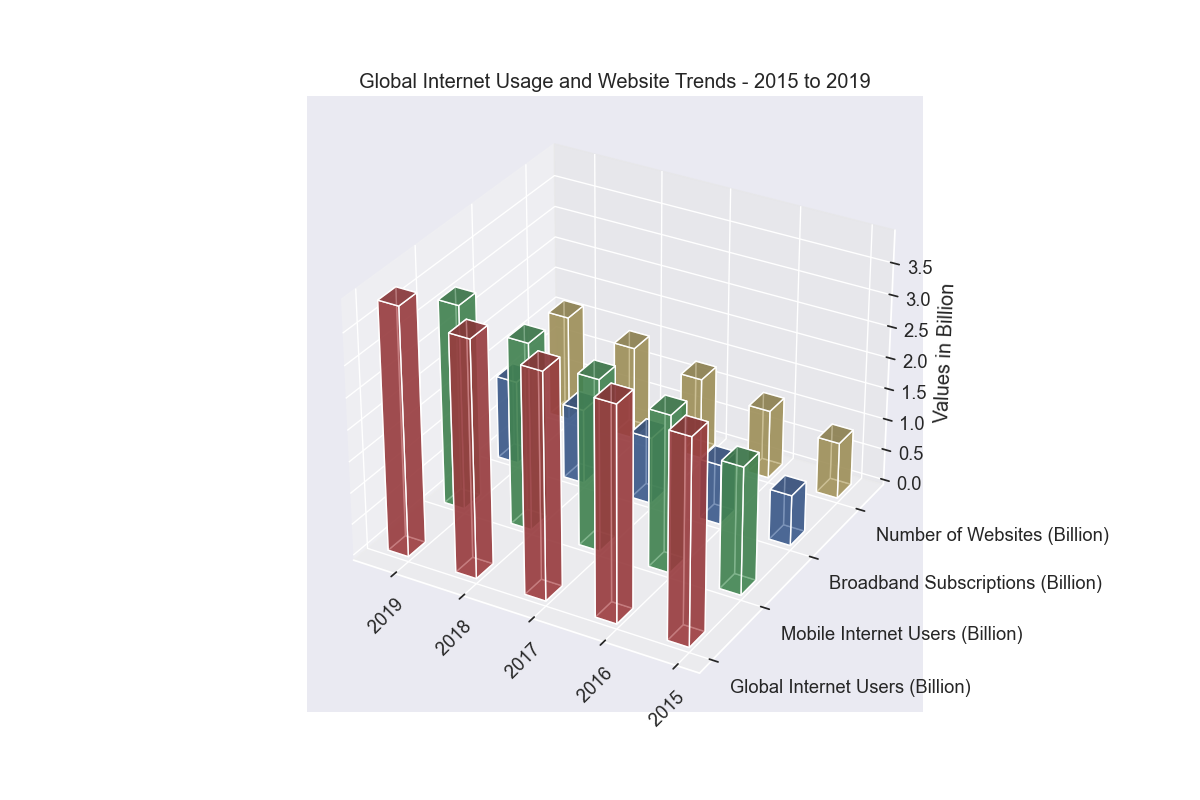 Global Internet Usage and Website Trends - 2015 to 2019
3.5
3.0
2.5
2.0
1.5
1.0
0.5
0.0
Values in Billion
Number of Websites (Billion)
Broadband Subscriptions (Billion)
Mobile Internet Users (Billion)
Global Internet Users (Billion)
2019
2018
2017
2016
2015